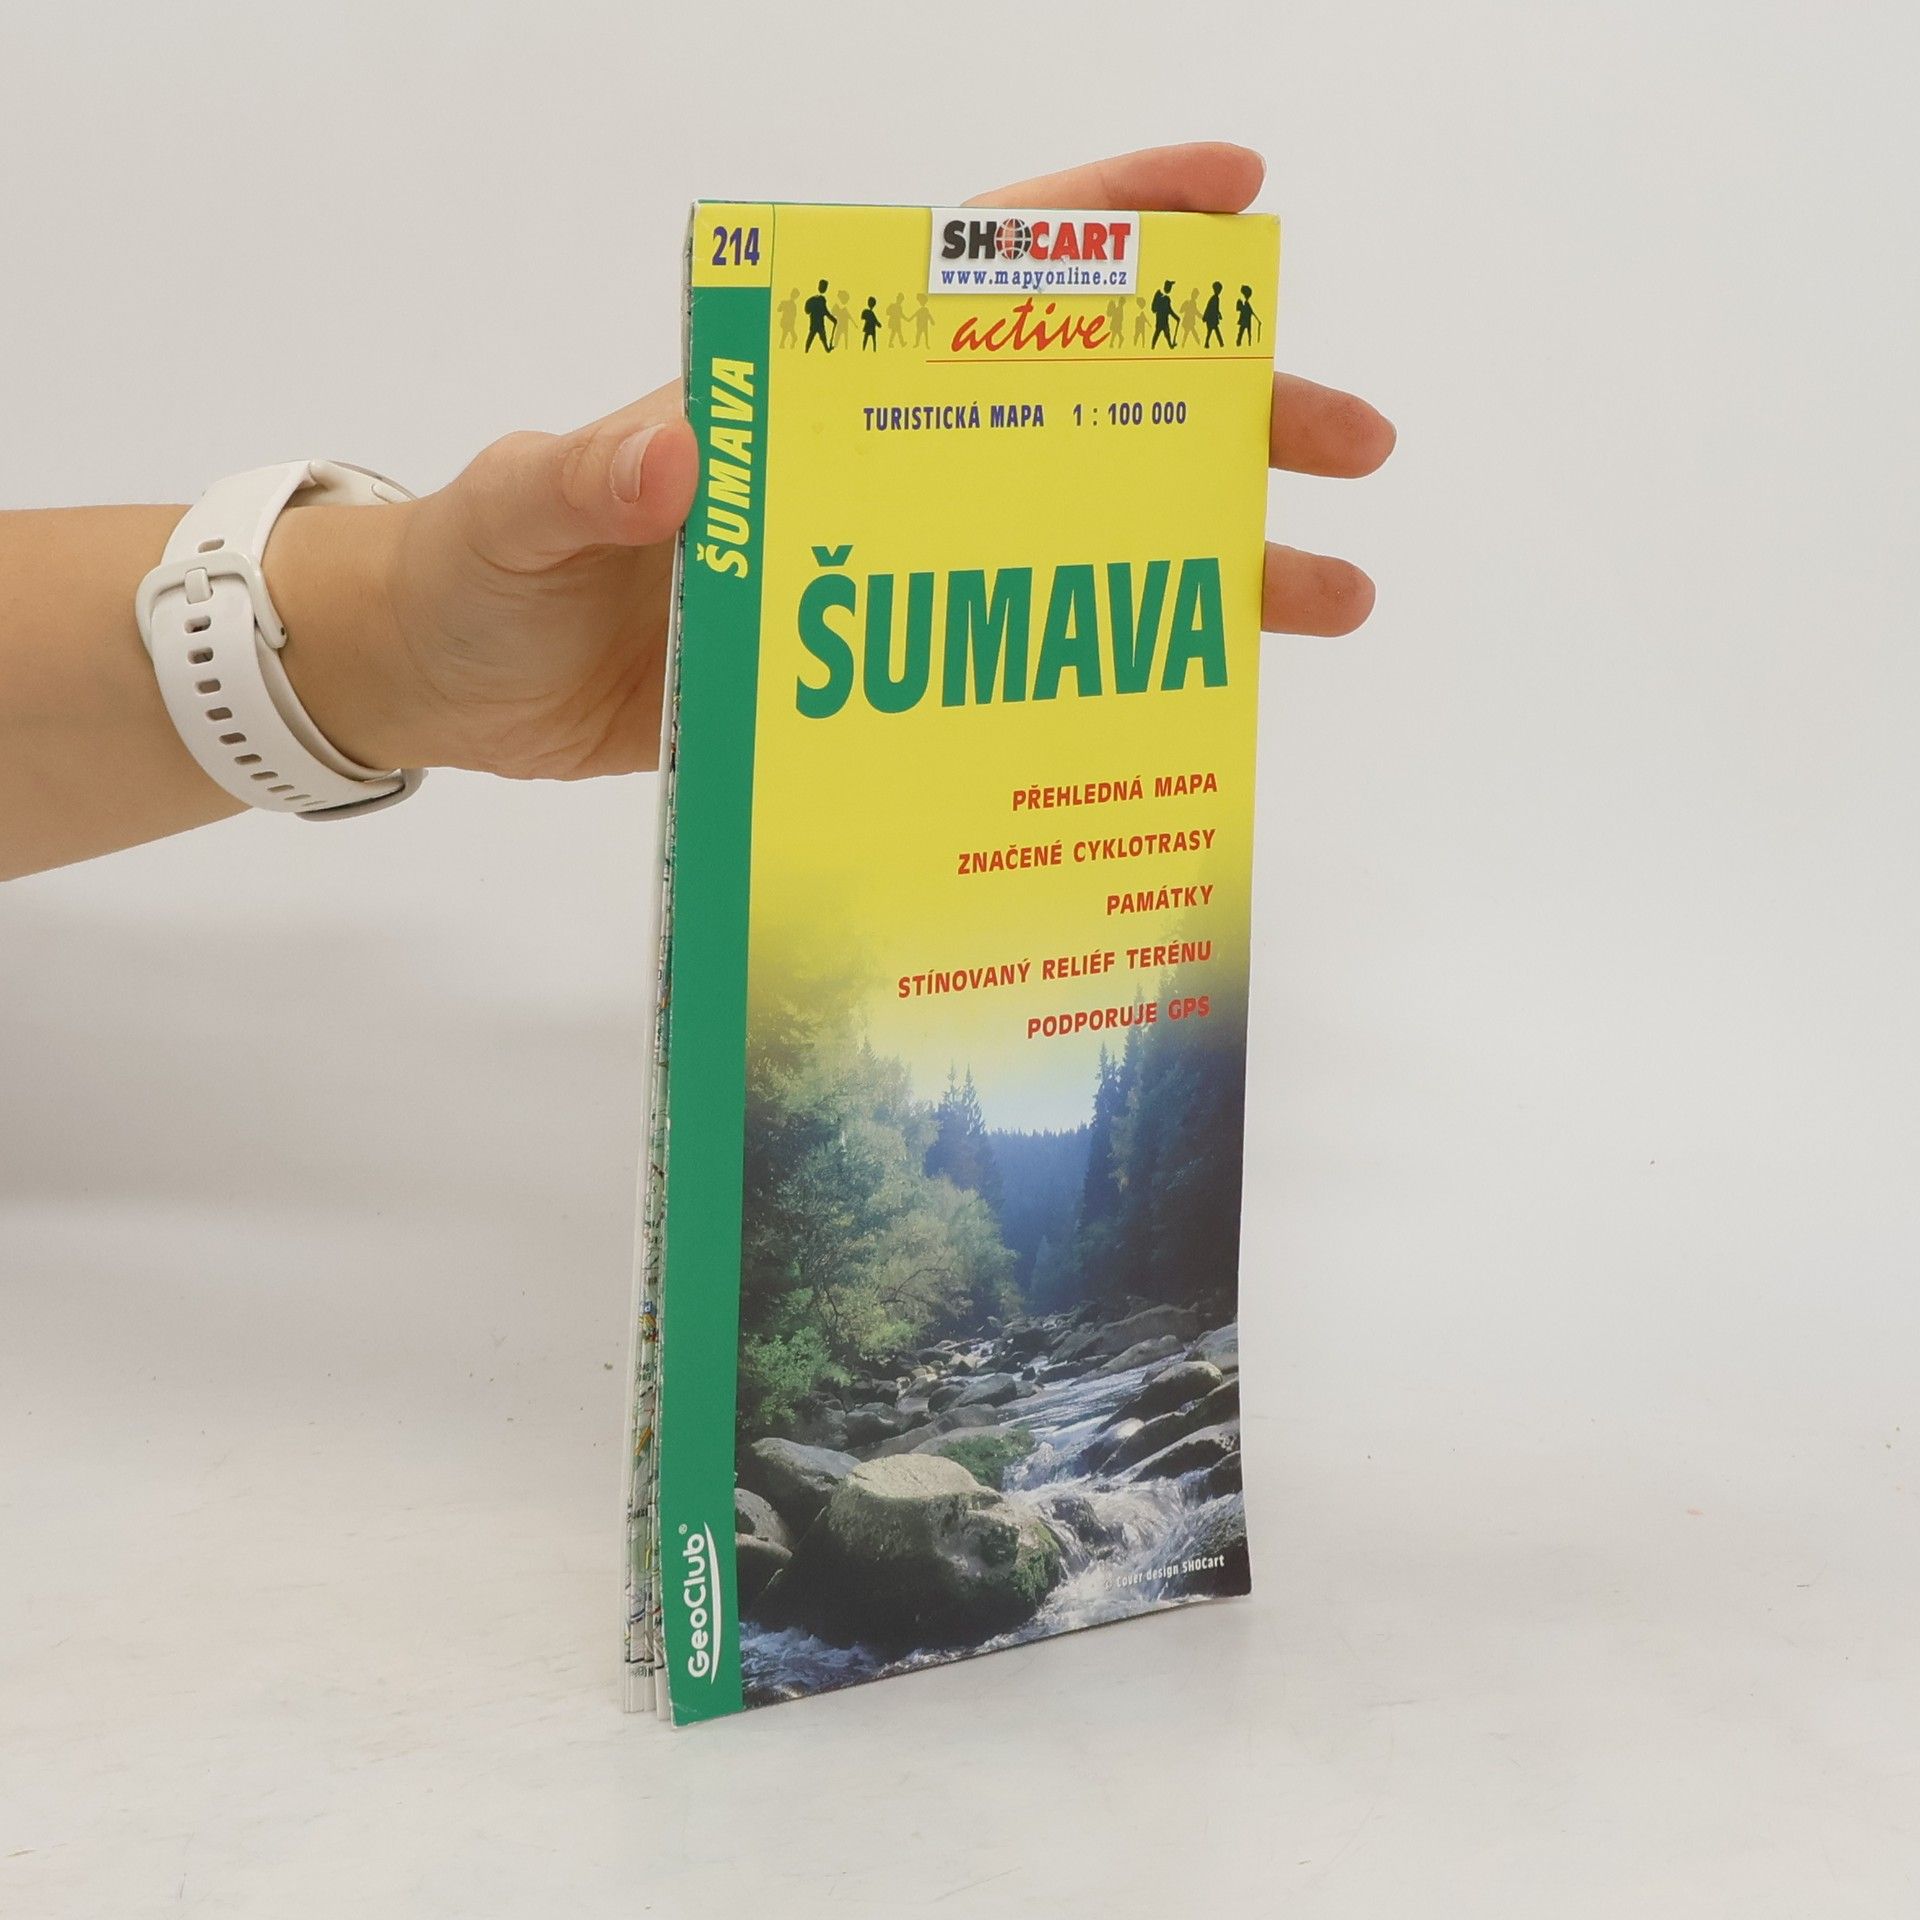 214
SHOCART
www.mapyonline.cz
active
TURISTICKÁ MAPA 1 : 100 000
ŠUMAVA
ŠUMAVA
PŘEHLEDNÁ MAPA
ZNAČENÉ CYKLOTRASY
PAMÁTKY
STÍNOVANÝ RELIÉF TERÉNU
PODPORUJE GPS
GeoClub®
© Cover design SHOCart